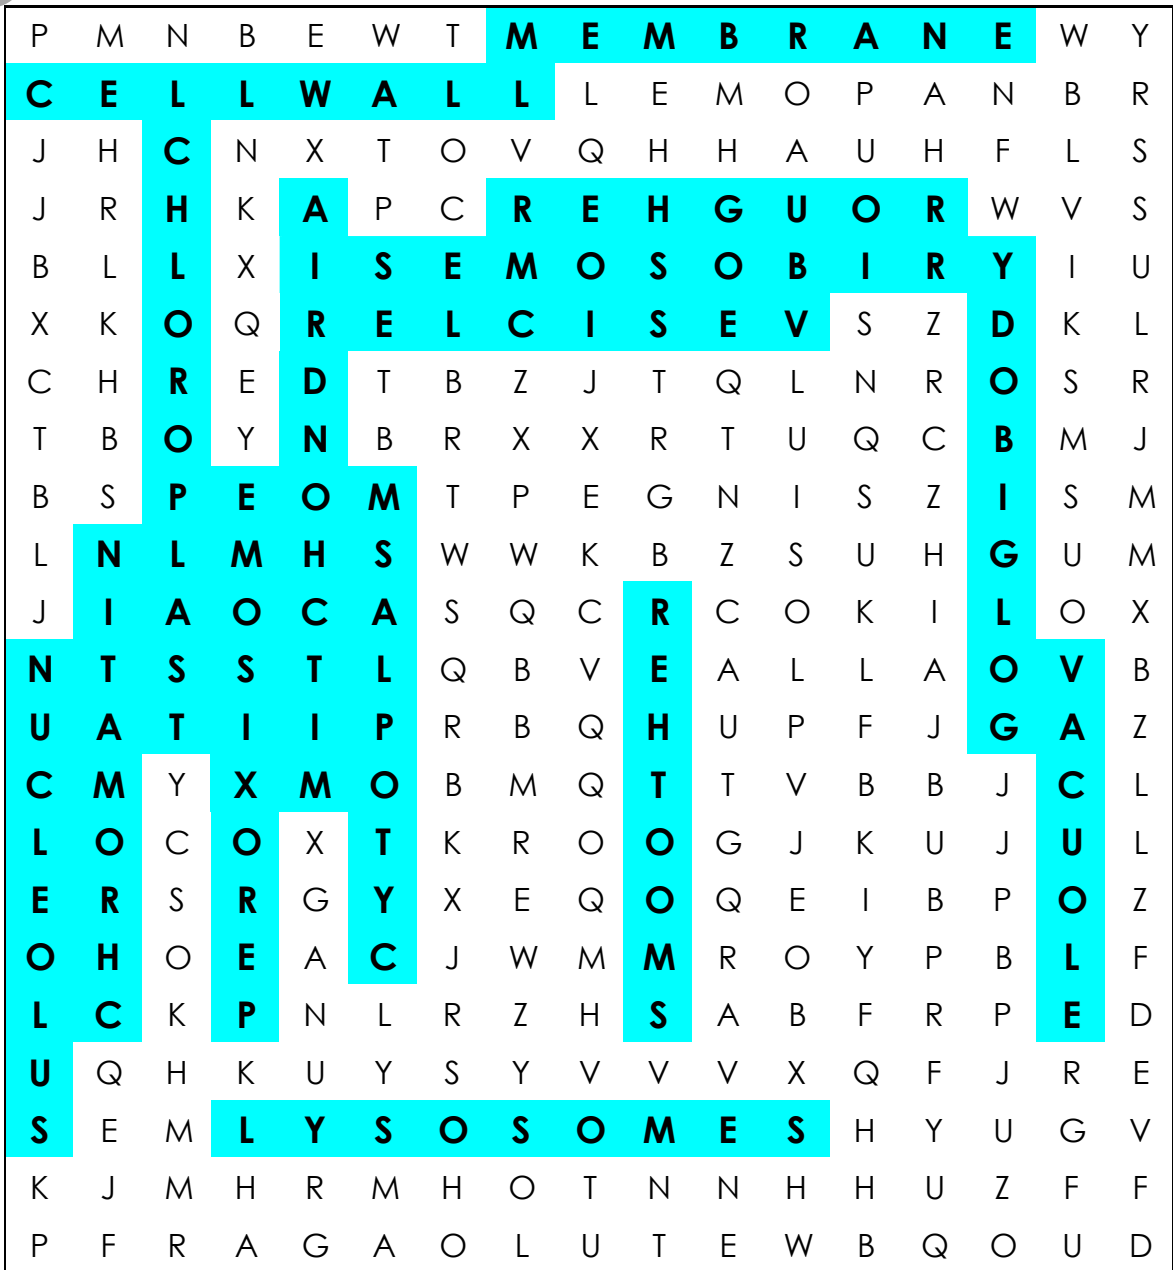 P M N B E W T M E M B R A N E W Y
C E L L W A L L L E M O P A N B R
J H C N X T O V Q H H A U H F L S
J R H K A P C R E H G U O R W V S
B L L X I S E M O S O B I R Y I U
X K O Q R E L C I S E V S Z D K L
C H R E D T B Z J T Q L N R O S R
T B O Y N B R X X R T U Q C B M J
B S P E O M T P E G N I S Z I S M
L N L M H S W W K B Z S U H G U M
J I A O C A S Q C R C O K I L O X
N T S S T L Q B V E A L L A O V B
U A T I I P R B Q H U P F J G A Z
C M Y X M O B M Q T T V B B J C L
L O C O X T K R O O G J K U J U L
E R S R G Y X E Q O Q E I B P O Z
O H O E A C J W M M R O Y P B L F
L C K P N L R Z H S A B F R P E D
U Q H K U Y S Y V V V X Q F J R E
S E M L Y S O S O M E S H Y U G V
K J M H R M H O T N N H H U Z F F
P F R A G A O L U T E W B Q O U D